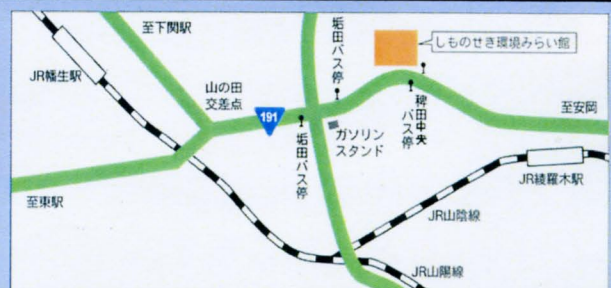 至下関駅
JR幡生駅
垢田バス停
しものせき環境みらい館
山の田
交差点
191
至安岡
稗田中央
バス停
ガソリン
スタンド
垢田バス停
JR綾羅木駅
至東駅
JR山陰線
JR山陽線